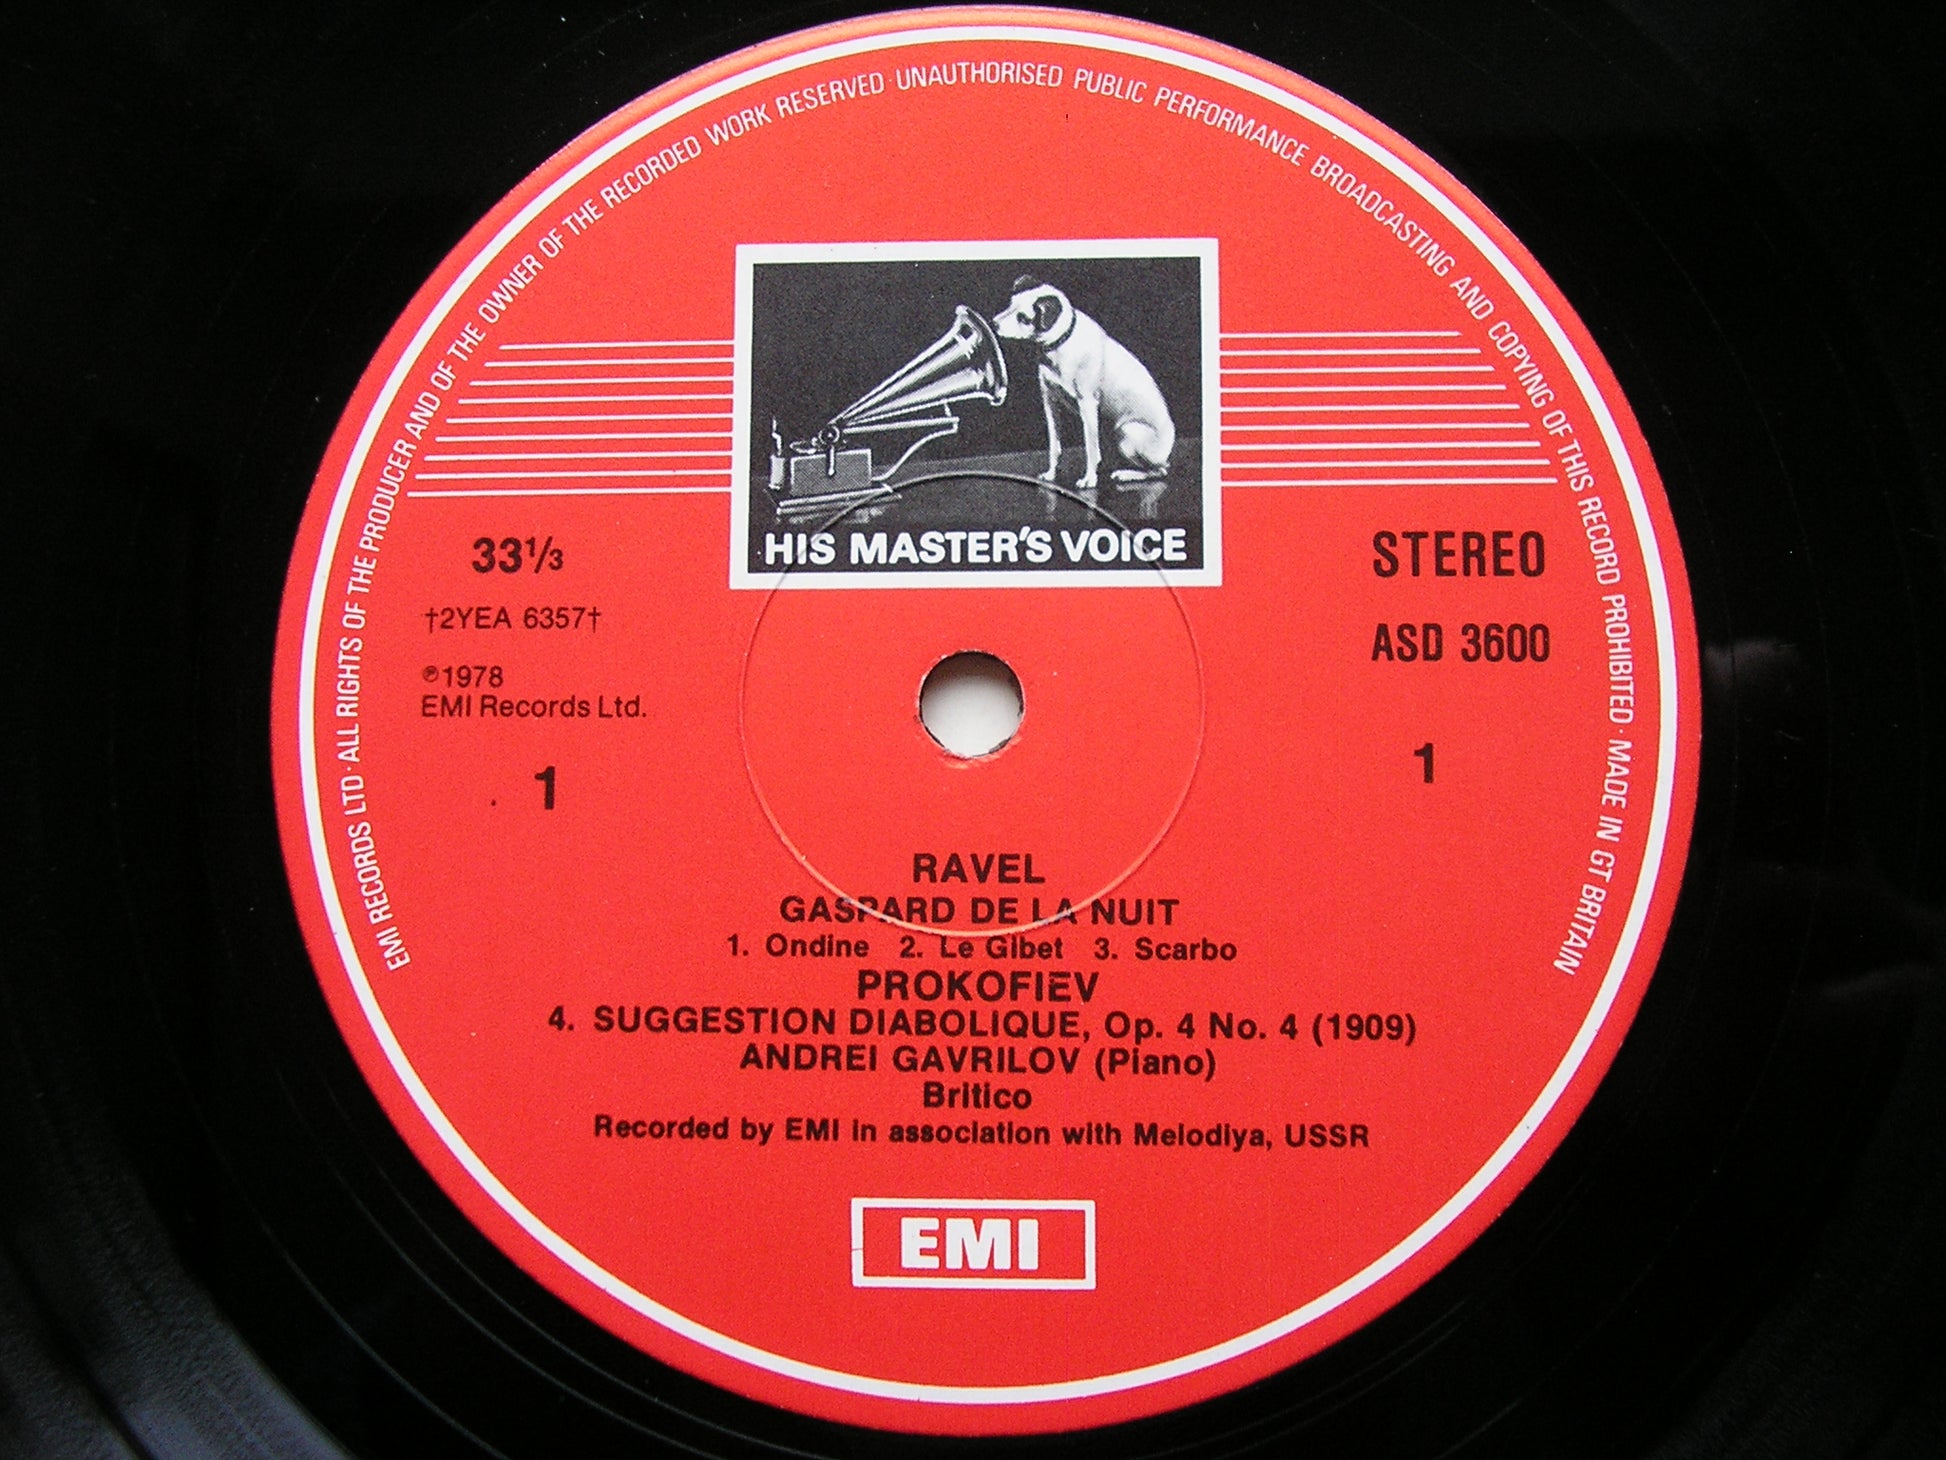 EMI RECORDS LTD · ALL RIGHTS OF THE PRODUCER AND OF THE OWNER OF THE RECORDED WORK RESERVED · UNAUTHORISED PUBLIC PERFORMANCE BROADCASTING AND COPYING OF THIS RECORD PROHIBITED · MADE IN GT BRITAIN
HIS MASTER'S VOICE
33⅓
STEREO
†2YEA 6357†
ASD 3600
℗1978
EMI Records Ltd.
1
1
RAVEL
GASPARD DE LA NUIT
1. Ondine 2. Le Gibet 3. Scarbo
PROKOFIEV
4. SUGGESTION DIABOLIQUE, Op. 4 No. 4 (1909)
ANDREI GAVRILOV (Piano)
Britico
Recorded by EMI in association with Melodiya, USSR
EMI